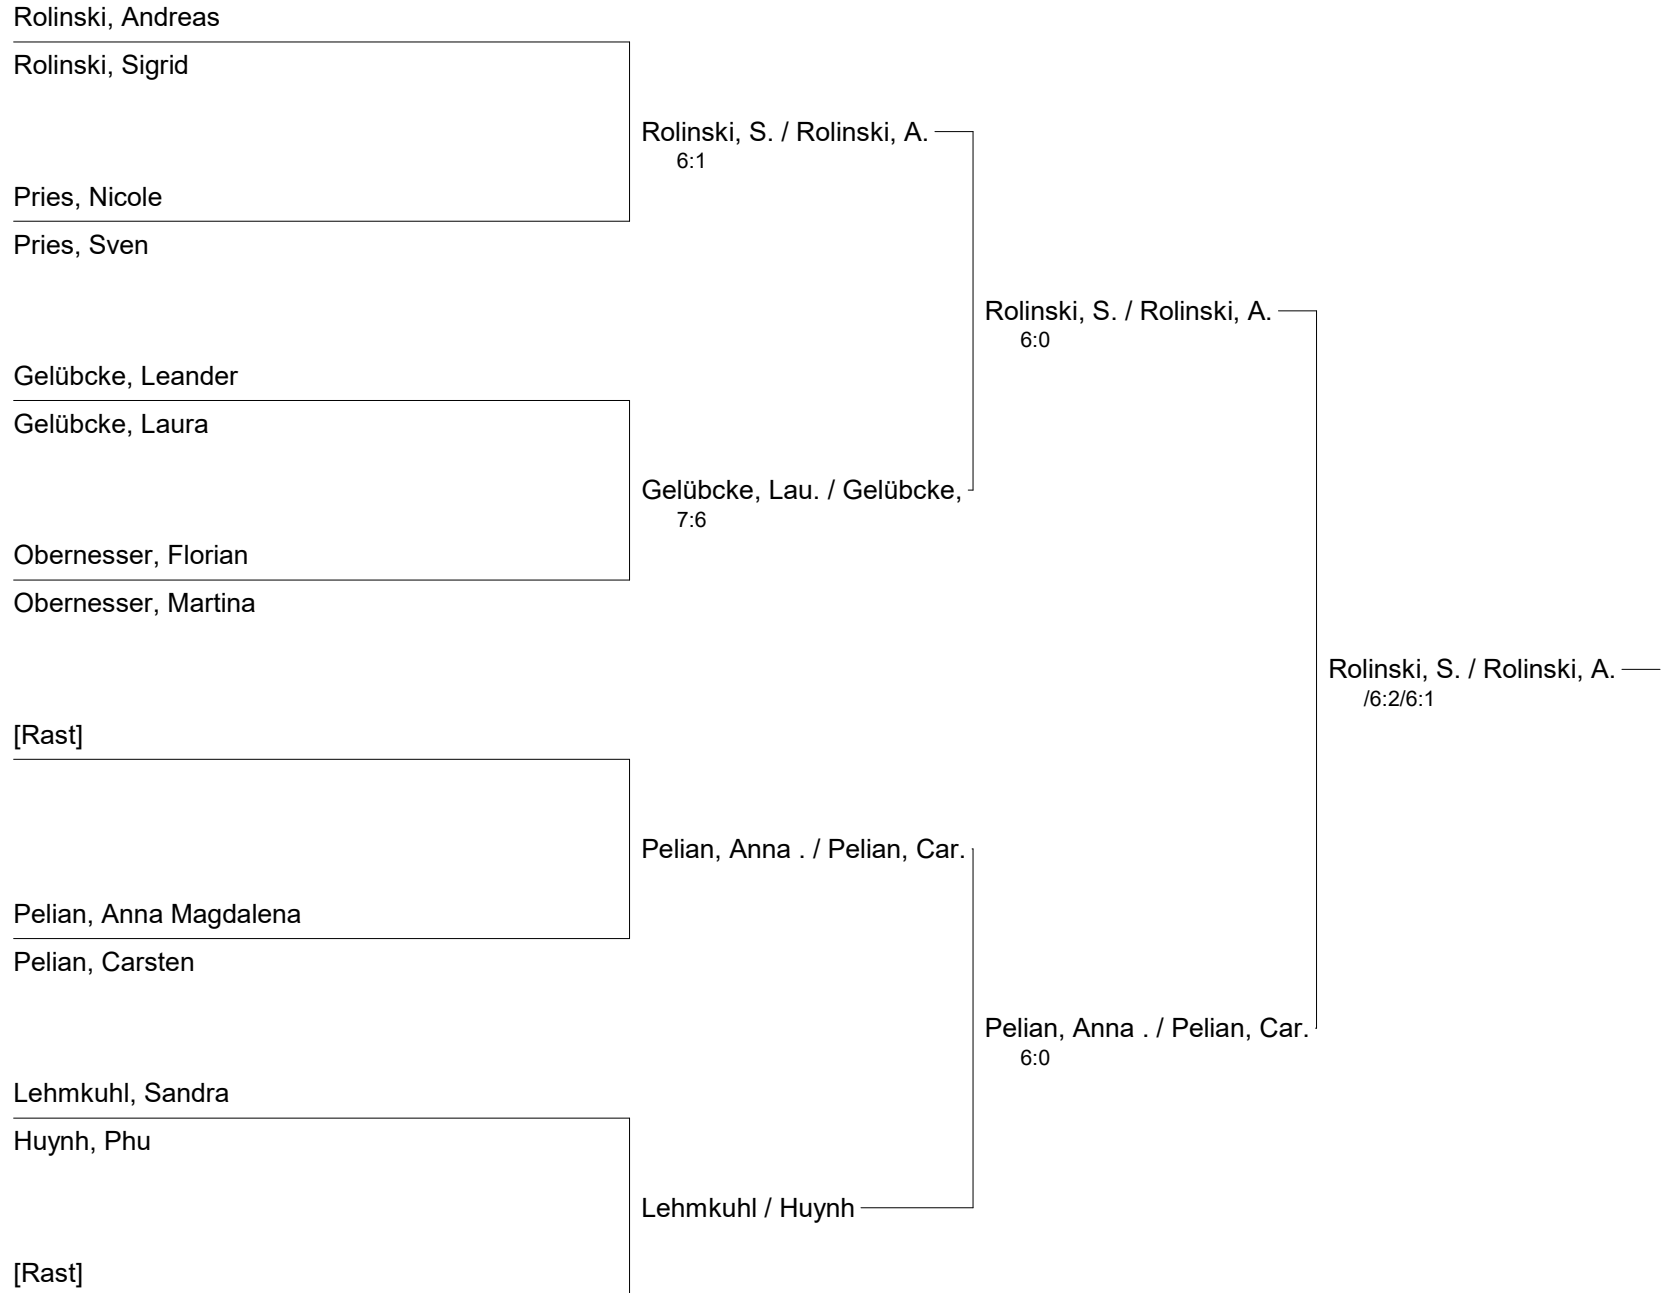 Rolinski, Andreas
Rolinski, Sigrid
Rolinski, S. / Rolinski, A.
6:1
Pries, Nicole
Pries, Sven
Rolinski, S. / Rolinski, A.
6:0
Gelübcke, Leander
Gelübcke, Laura
Gelübcke, Lau. / Gelübcke,
7:6
Obernesser, Florian
Obernesser, Martina
Rolinski, S. / Rolinski, A.
/6:2/6:1
[Rast]
Pelian, Anna . / Pelian, Car.
Pelian, Anna Magdalena
Pelian, Carsten
Pelian, Anna . / Pelian, Car.
6:0
Lehmkuhl, Sandra
Huynh, Phu
Lehmkuhl / Huynh
[Rast]